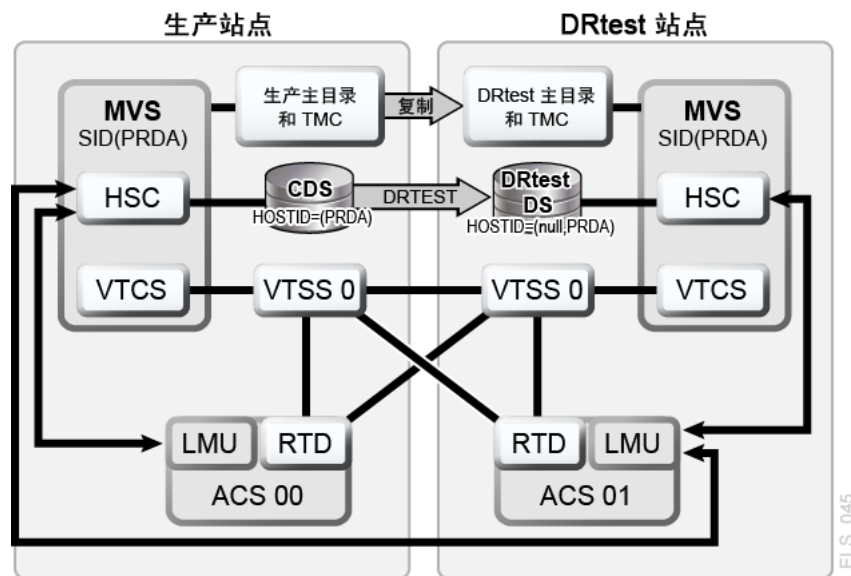 生产站点
DRtest 站点
MVS
SID(PRDA)
生产主目录
和 TMC
复制
DRtest 主目录
和 TMC
MVS
SID(PRDA)
HSC
CDS
HOSTID=(PRDA)
DRTEST
DRtest
DS
HOSTID=(null,PRDA)
HSC
VTCS
VTSS 0
VTSS 0
VTCS
LMU
RTD
ACS 00
RTD
LMU
ACS 01
ELS_045